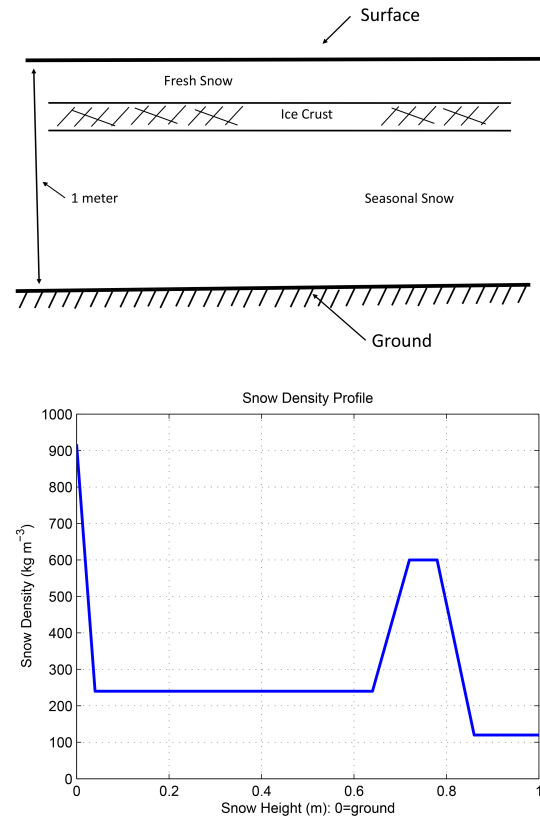 Surface
Fresh Snow
Ice Crust
1 meter
Seasonal Snow
Ground
Snow Density Profile
1000
900
800
700
600
500
400
300
200
100
0
Snow Density (kg m⁻³)
0 0.2 0.4 0.6 0.8 1
Snow Height (m): 0=ground